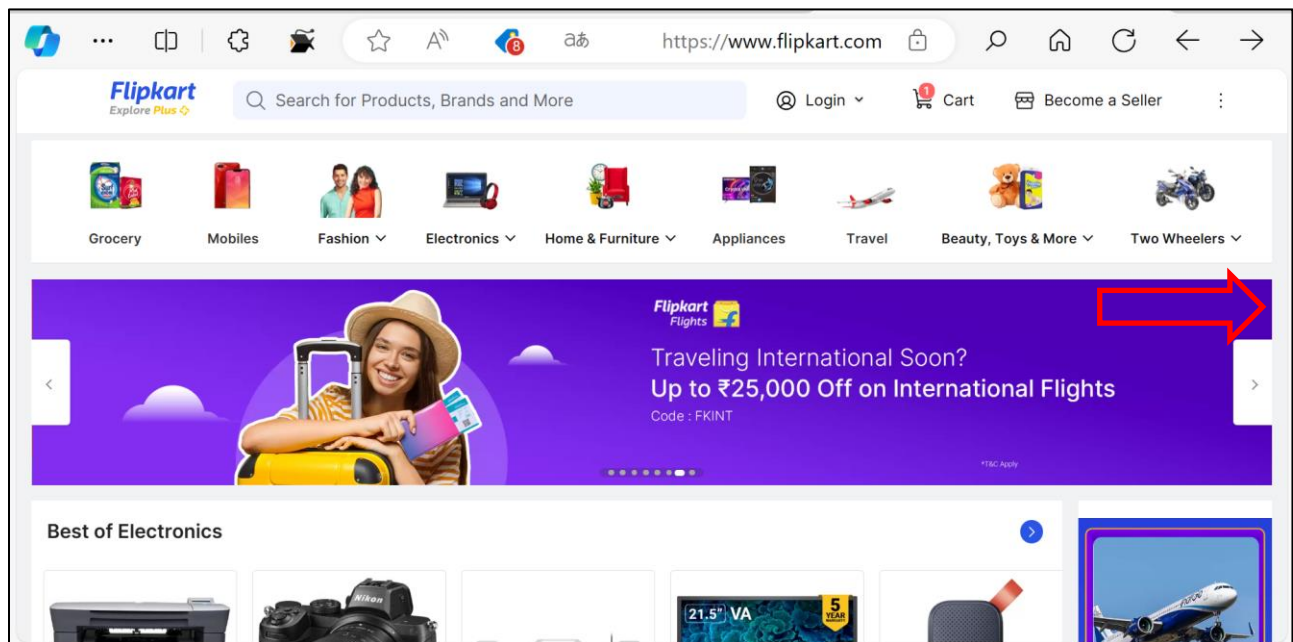 8 aあ https://www.flipkart.com
Flipkart
Explore Plus
Search for Products, Brands and More
Login
1
Cart
Become a Seller
Grocery
Mobiles
Fashion
Electronics
Home & Furniture
Appliances
Travel
Beauty, Toys & More
Two Wheelers
Flipkart
Flights
Traveling International Soon?
Up to ₹25,000 Off on International Flights
Code : FKINT
*T&C Apply
Best of Electronics
Nikon
21.5" VA
5
YEAR